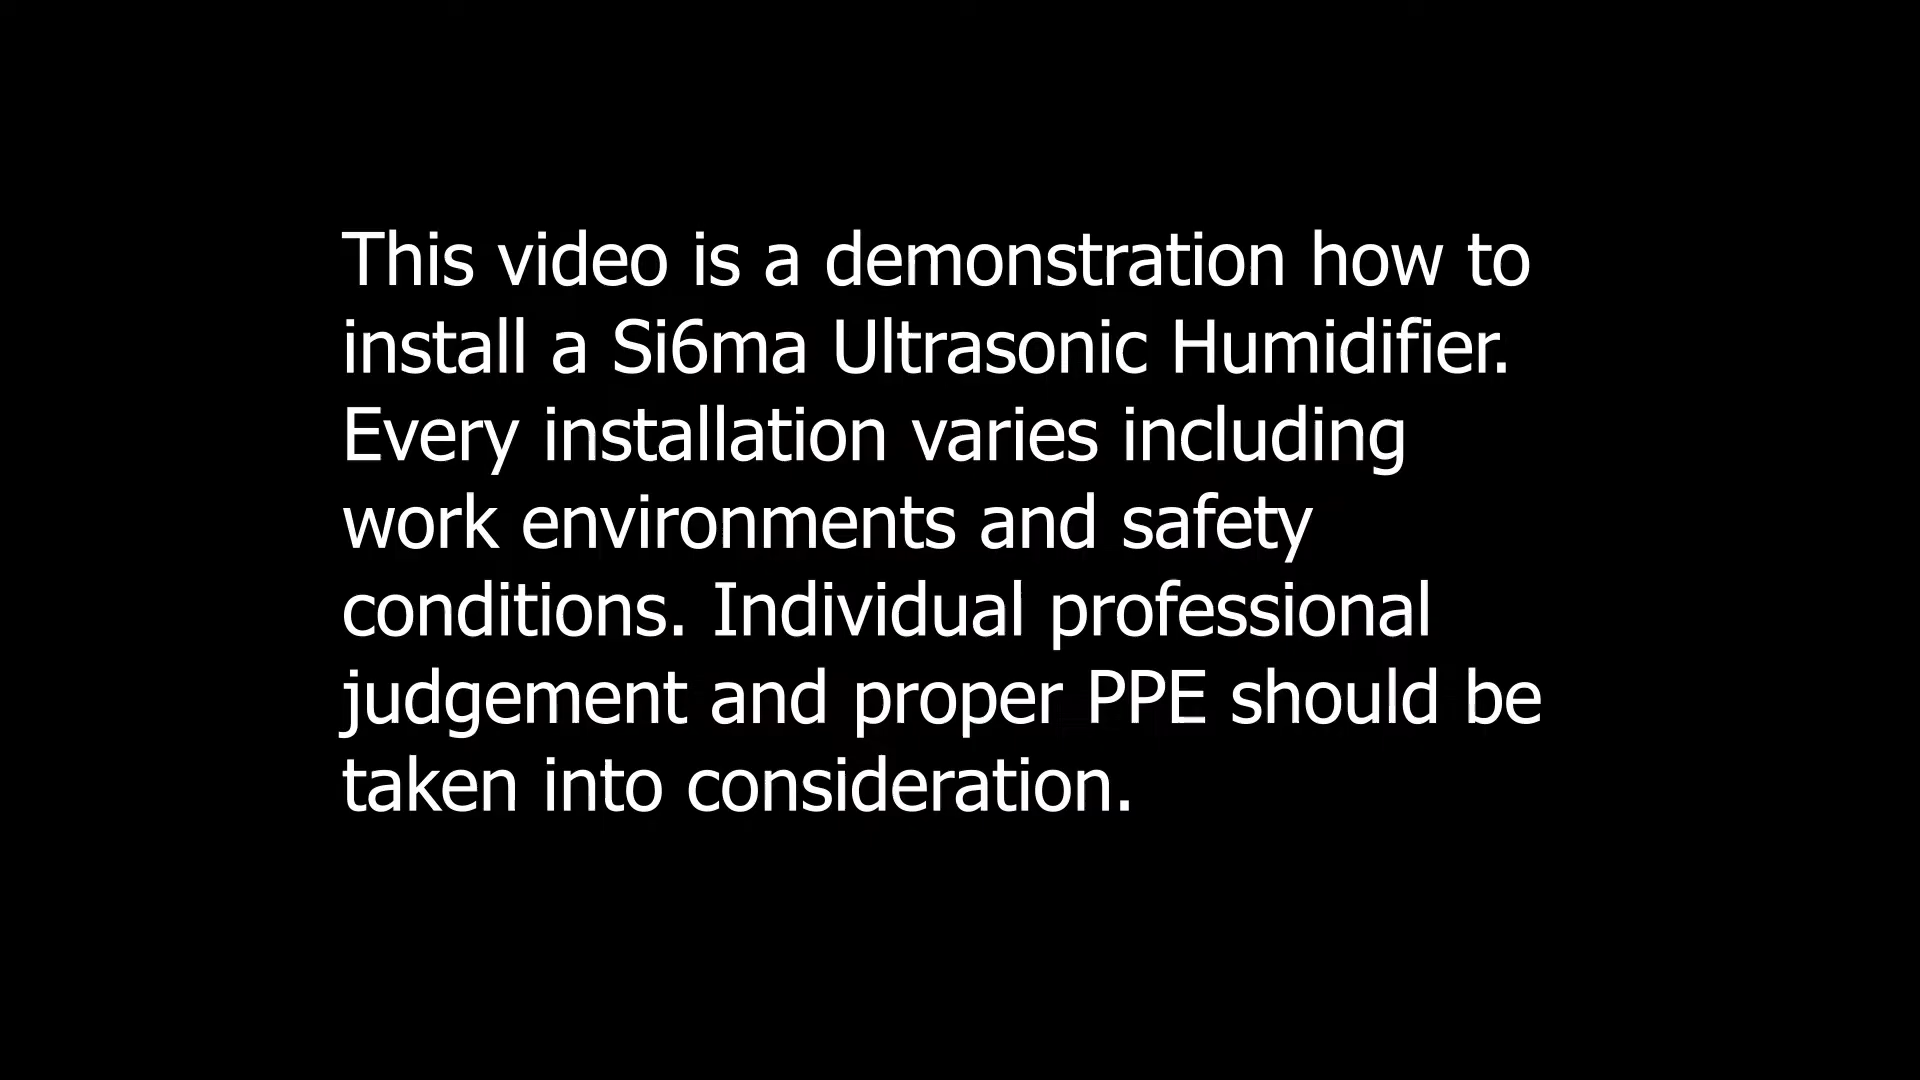 This video is a demonstration how to
install a Si6ma Ultrasonic Humidifier.
Every installation varies including
work environments and safety
conditions. Individual professional
judgement and proper PPE should be
taken into consideration.